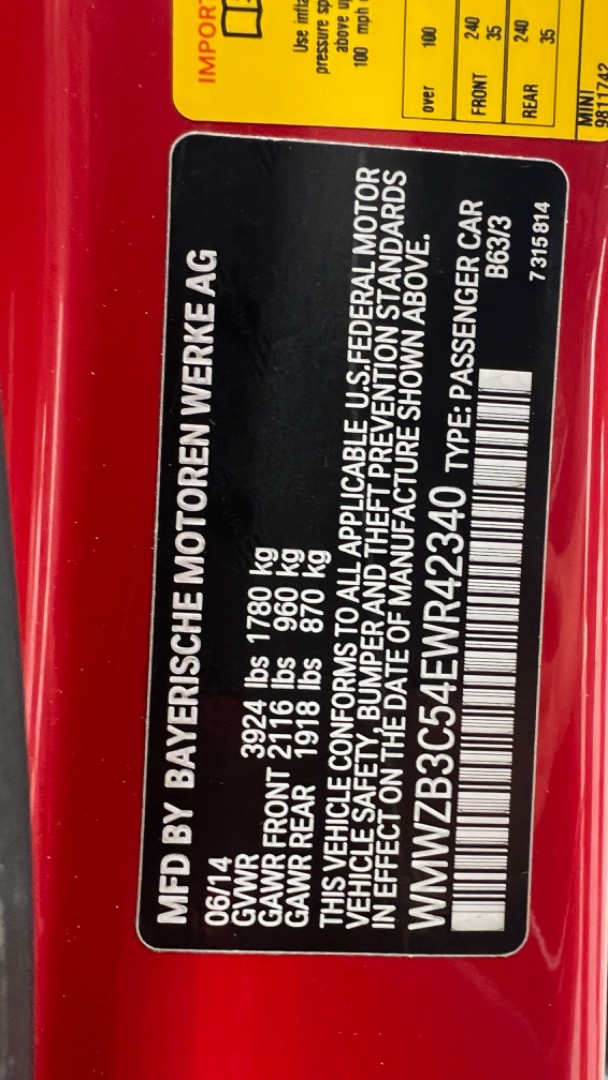 MFD BY BAYERISCHE MOTOREN WERKE AG
06/14
GVWR 3924 lbs 1780 kg
GAWR FRONT 2116 lbs 960 kg
GAWR REAR 1918 lbs 870 kg
THIS VEHICLE CONFORMS TO ALL APPLICABLE U.S.FEDERAL MOTOR
VEHICLE SAFETY, BUMPER AND THEFT PREVENTION STANDARDS
IN EFFECT ON THE DATE OF MANUFACTURE SHOWN ABOVE.
WMWZB3C54EWR42340 TYPE: PASSENGER CAR
B63/3
7 315 814
IMPORT
Use infla
pressure sp
above up
100 mph
over 100
FRONT 240
35
REAR 240
35
MINI
9811742